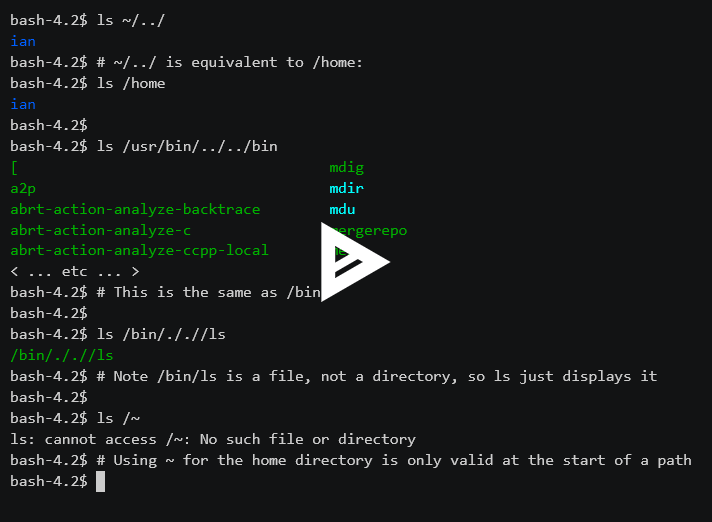 bash-4.2$ ls ~/../
ian
bash-4.2$ # ~/../ is equivalent to /home:
bash-4.2$ ls /home
ian
bash-4.2$
bash-4.2$ ls /usr/bin/../../bin
[ mdig
a2p mdir
abrt-action-analyze-backtrace mdu
abrt-action-analyze-c
abrt-action-analyze-ccpp-local
< ... etc ... >
bash-4.2$ # This is the same as /bin
bash-4.2$
bash-4.2$ ls /bin/././/ls
/bin/././/ls
bash-4.2$ # Note /bin/ls is a file, not a directory, so ls just displays it
bash-4.2$
bash-4.2$ ls /~
ls: cannot access /~: No such file or directory
bash-4.2$ # Using ~ for the home directory is only valid at the start of a path
bash-4.2$